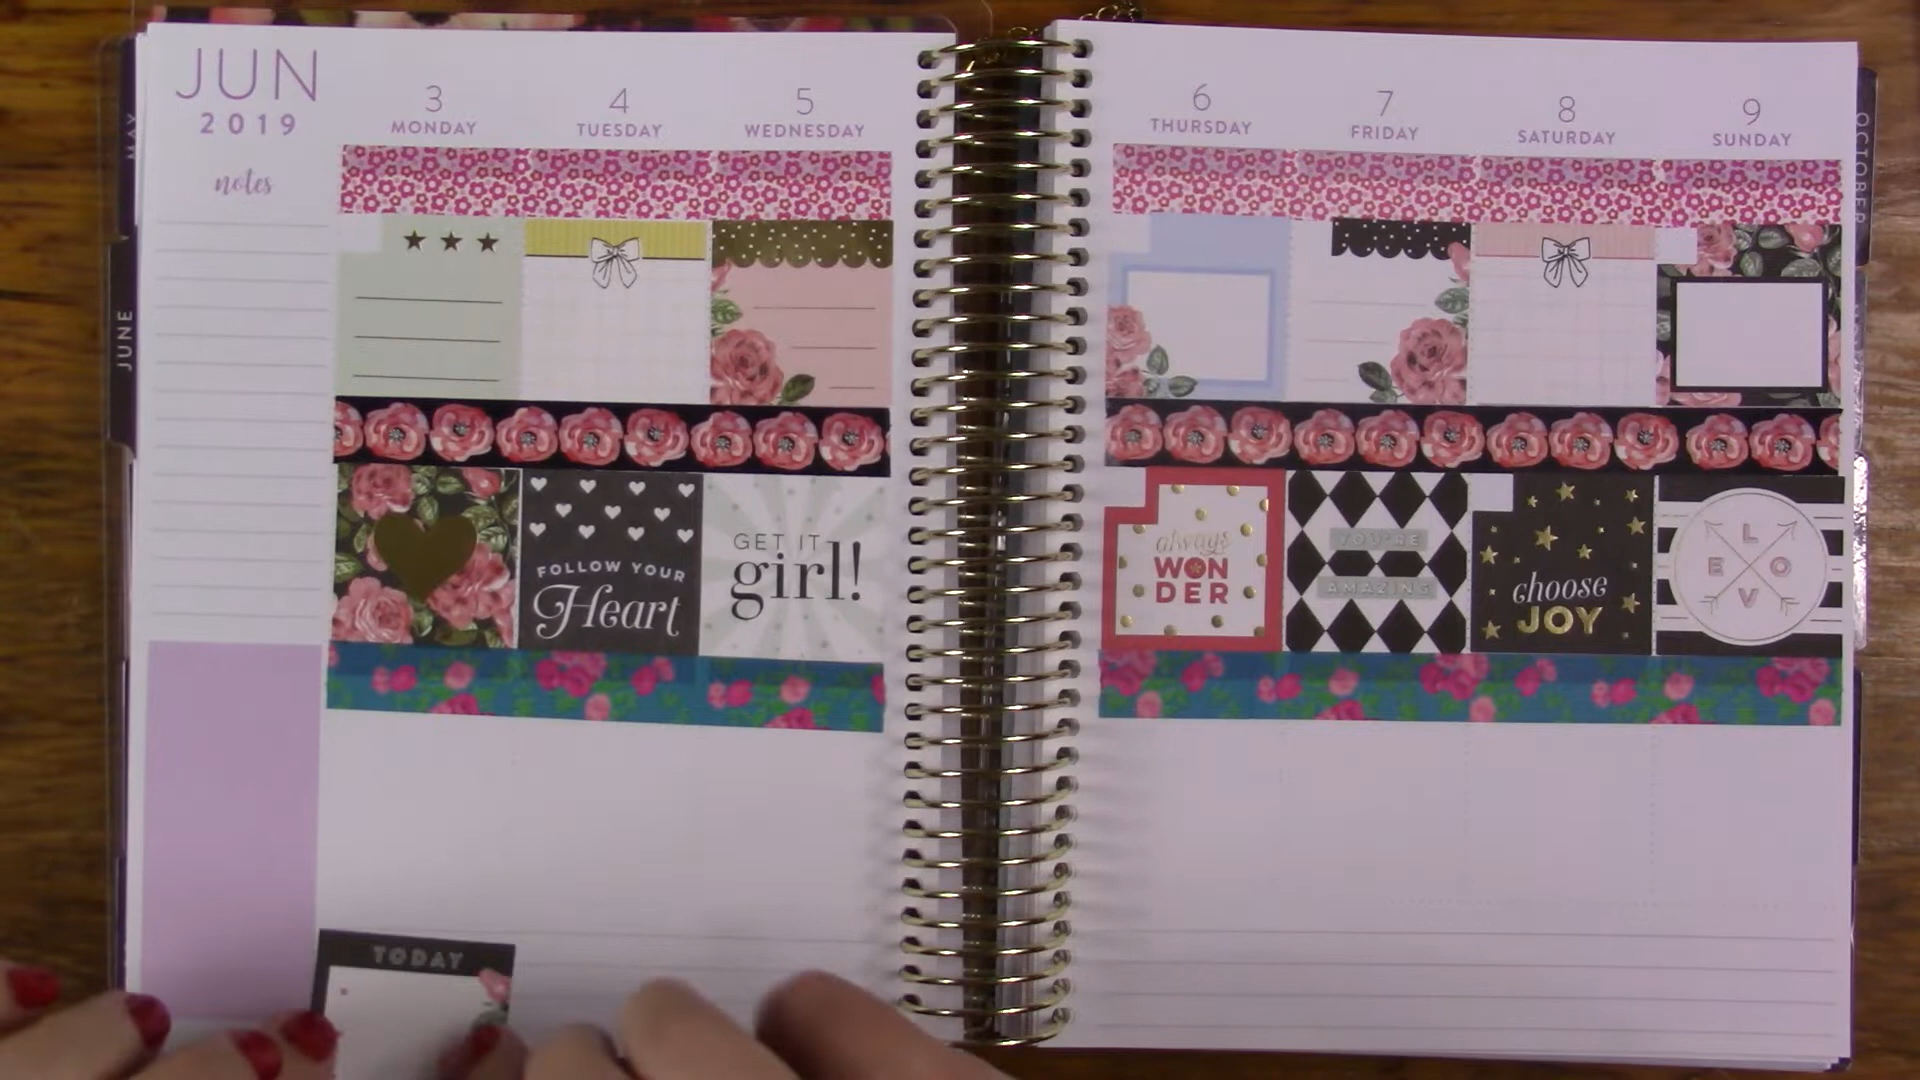 JUN
2019
notes
MAY
JUNE
3
MONDAY
4
TUESDAY
5
WEDNESDAY
6
THURSDAY
7
FRIDAY
8
SATURDAY
9
SUNDAY
OCTOBER
FOLLOW YOUR
Heart
GET IT
girl!
always
WON
DER
YOU'RE
AMAZING
choose
JOY
L
E O
V
TODAY